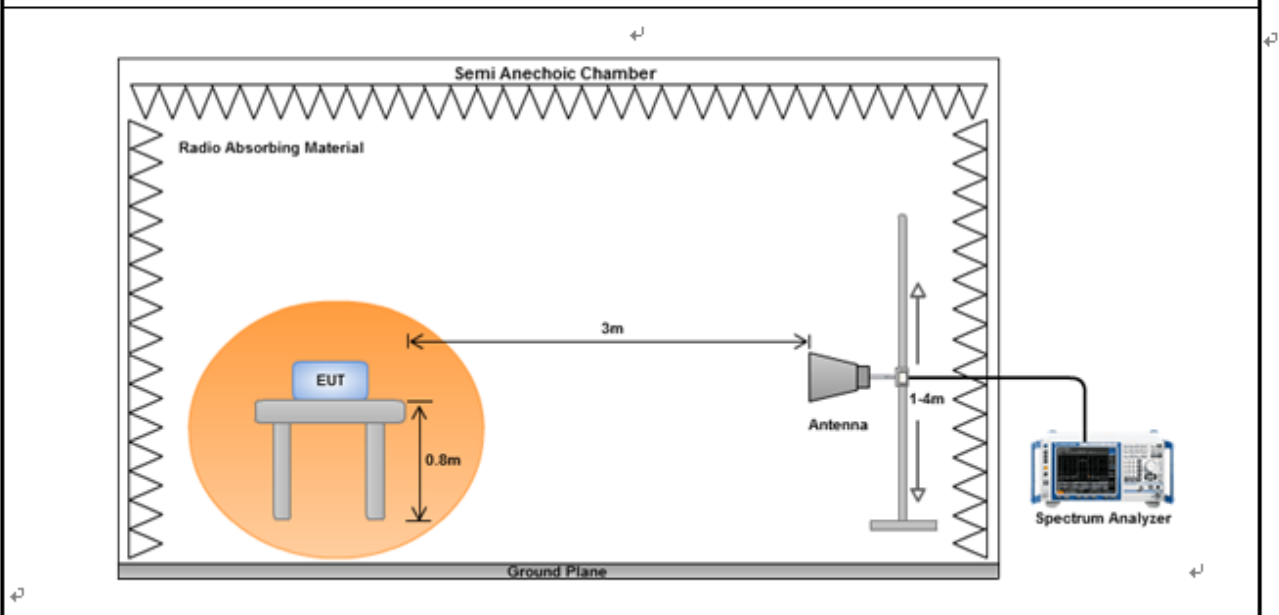 Semi Anechoic Chamber
Radio Absorbing Material
3m
EUT
1-4m
Antenna
0.8m
Spectrum Analyzer
Ground Plane